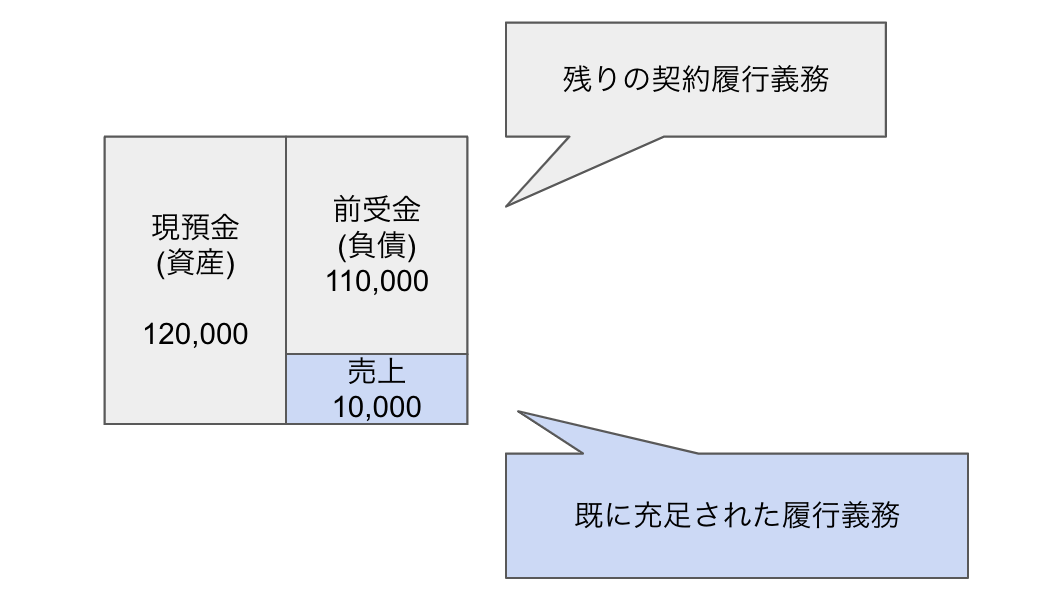 残りの契約履行義務
現預金
(資産)
120,000
前受金
(負債)
110,000
売上
10,000
既に充足された履行義務